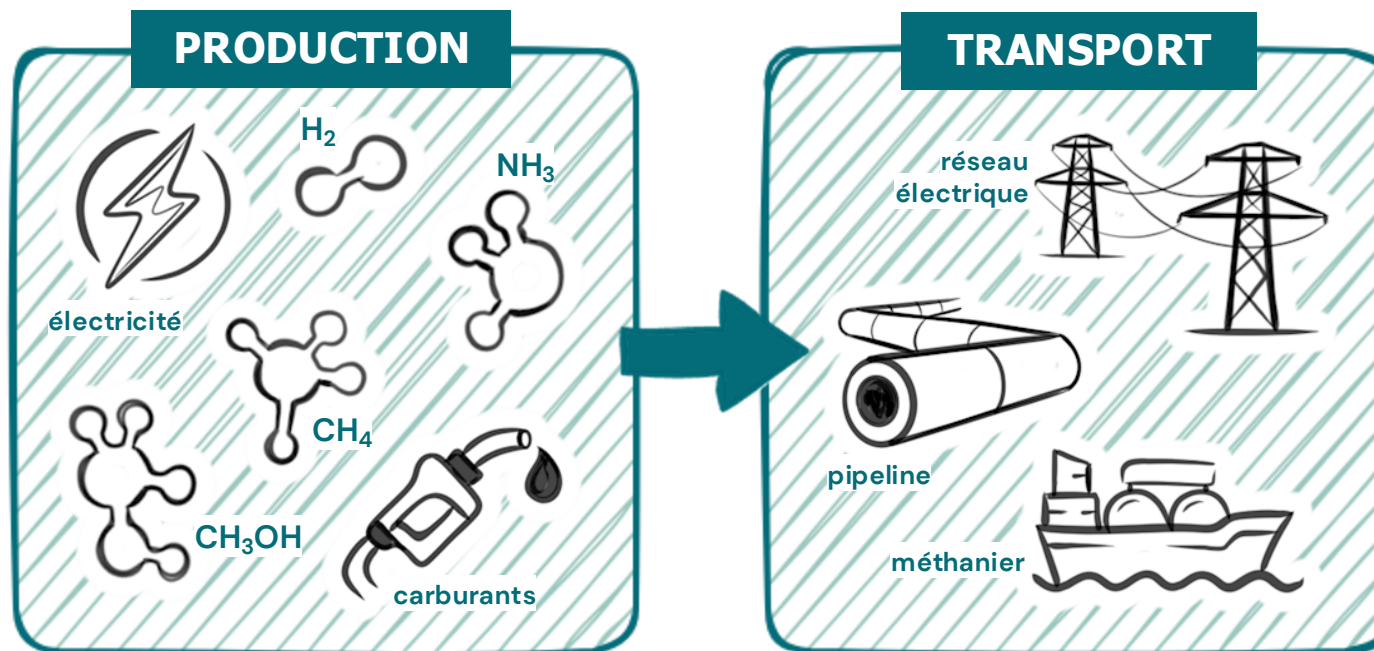 PRODUCTION
H₂
NH₃
électricité
CH₄
CH₃OH
carburants
TRANSPORT
réseau
électrique
pipeline
méthanier